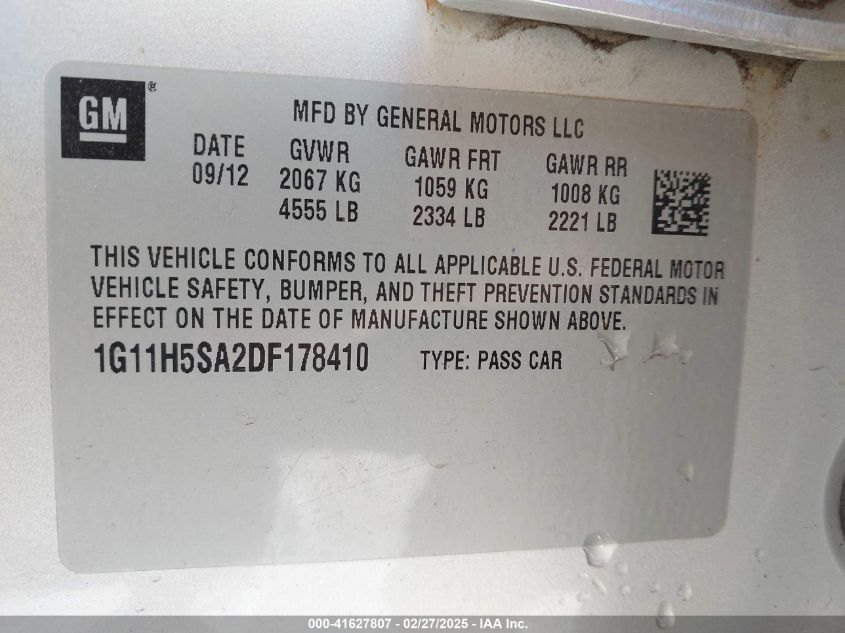 GM ®
MFD BY GENERAL MOTORS LLC
DATE GVWR GAWR FRT GAWR RR
09/12 2067 KG 1059 KG 1008 KG
4555 LB 2334 LB 2221 LB
THIS VEHICLE CONFORMS TO ALL APPLICABLE U.S. FEDERAL MOTOR
VEHICLE SAFETY, BUMPER, AND THEFT PREVENTION STANDARDS IN
EFFECT ON THE DATE OF MANUFACTURE SHOWN ABOVE.
1G11H5SA2DF178410 TYPE: PASS CAR
000-41627807 - 02/27/2025 - IAA Inc.